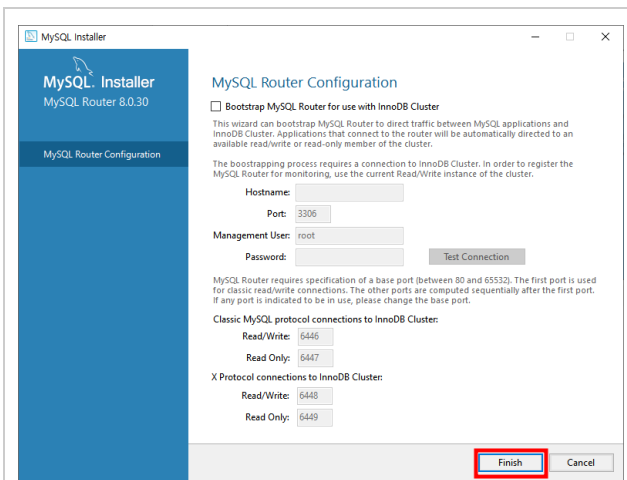 MySQL Installer
MySQL. Installer
MySQL Router 8.0.30
MySQL Router Configuration
MySQL Router Configuration
Bootstrap MySQL Router for use with InnoDB Cluster
This wizard can bootstrap MySQL Router to direct traffic between MySQL applications and
InnoDB Cluster. Applications that connect to the router will be automatically directed to an
available read/write or read-only member of the cluster.
The boostrapping process requires a connection to InnoDB Cluster. In order to register the
MySQL Router for monitoring, use the current Read/Write instance of the cluster.
Hostname:
Port: 3306
Management User: root
Password: Test Connection
MySQL Router requires specification of a base port (between 80 and 65532). The first port is used
for classic read/write connections. The other ports are computed sequentially after the first port.
If any port is indicated to be in use, please change the base port.
Classic MySQL protocol connections to InnoDB Cluster:
Read/Write: 6446
Read Only: 6447
X Protocol connections to InnoDB Cluster:
Read/Write: 6448
Read Only: 6449
Finish Cancel